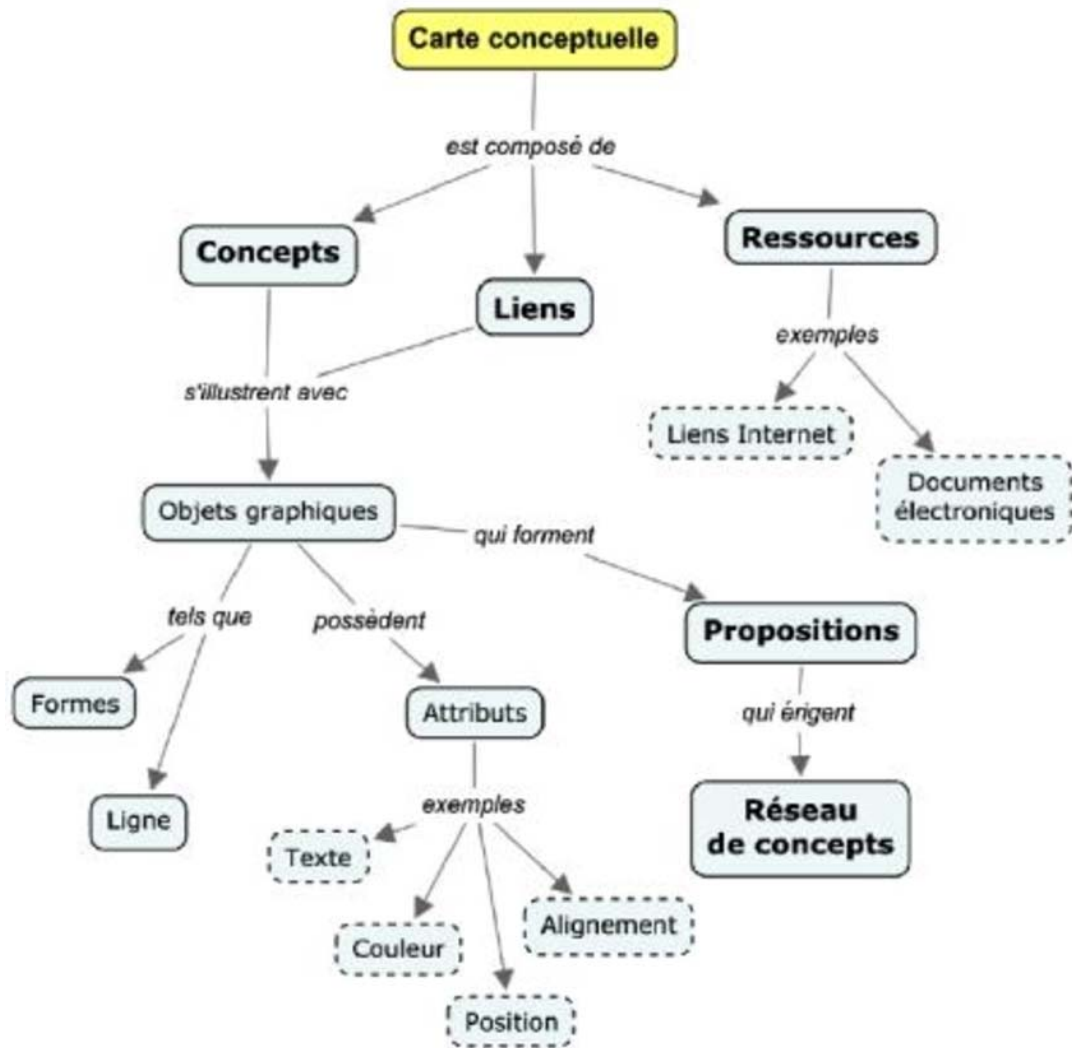 Carte conceptuelle
est composé de
Concepts
Ressources
Liens
exemples
s'illustrent avec
Liens Internet
Documents
électroniques
Objets graphiques
qui forment
tels que
possèdent
Propositions
Formes
Attributs
qui érigent
Ligne
exemples
Réseau
de concepts
Texte
Alignement
Couleur
Position